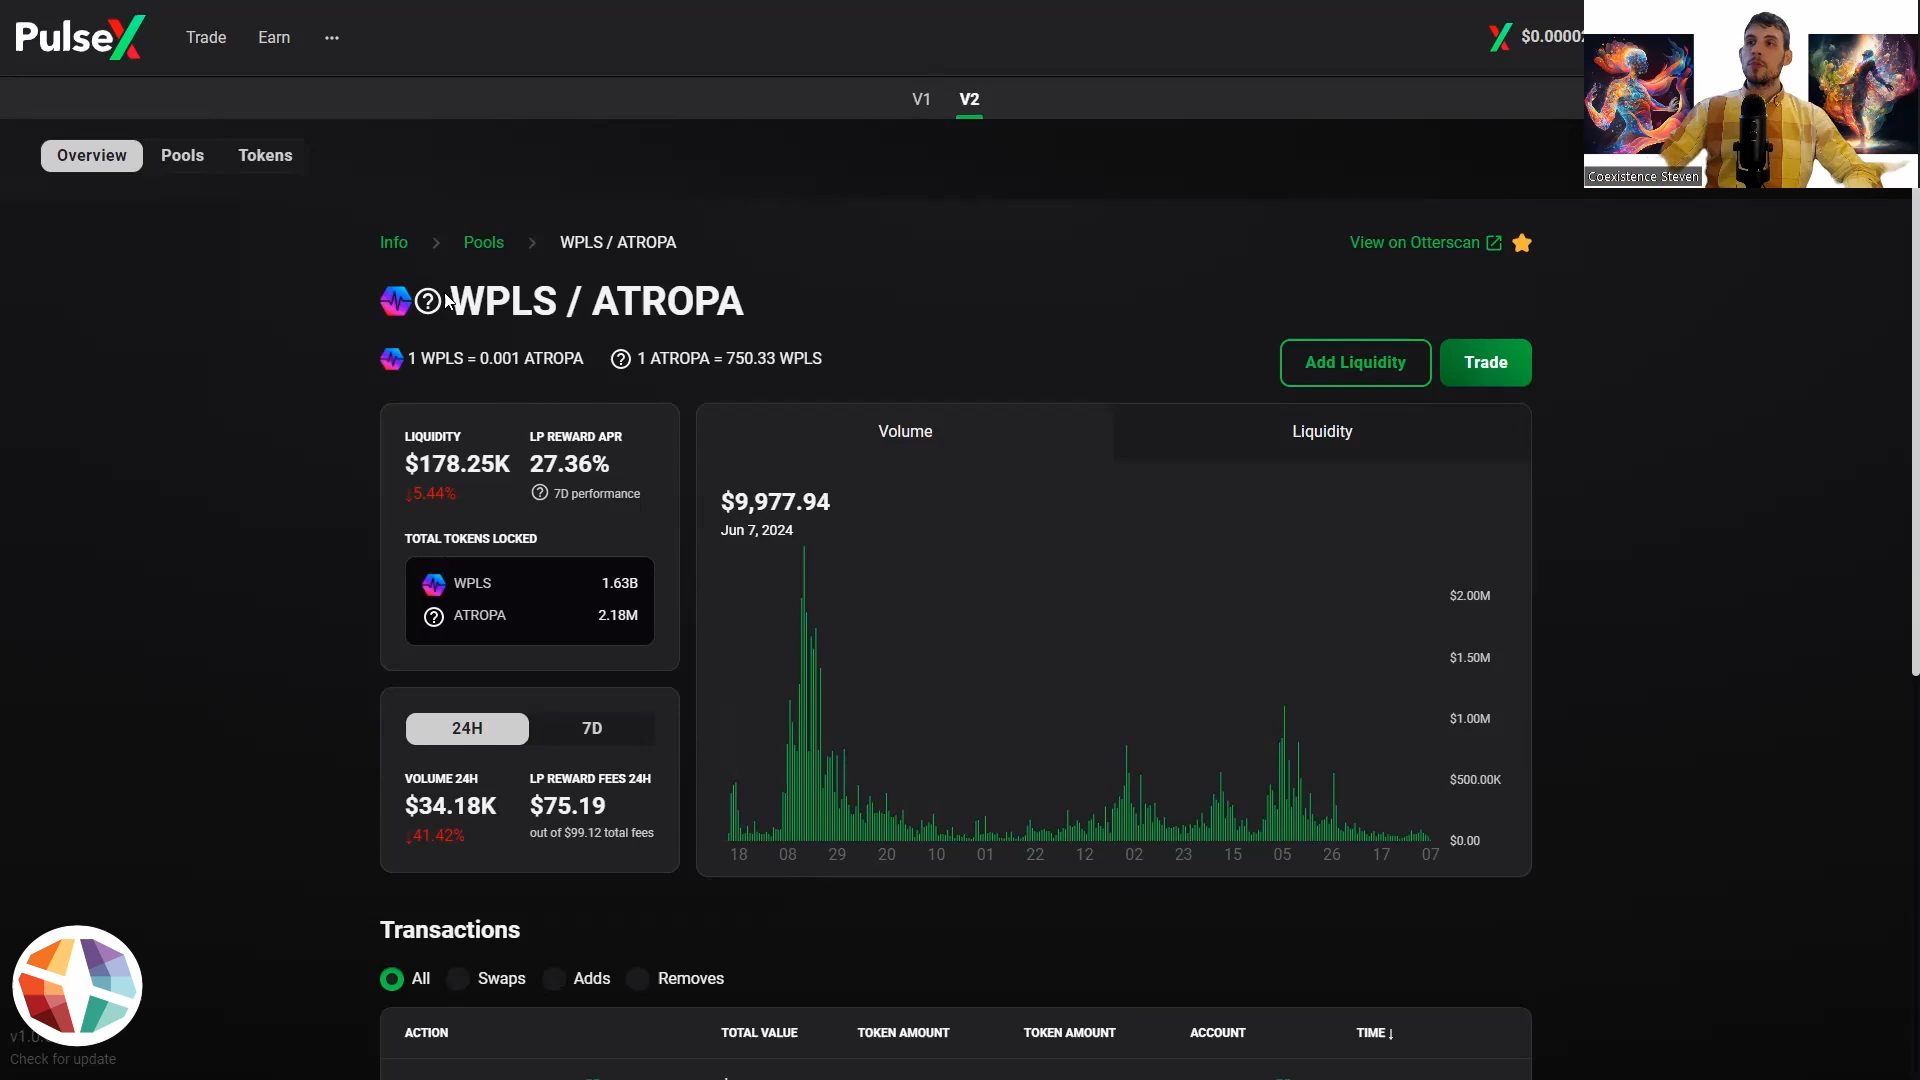 PulseX
Trade
Earn
$0.0000
V1
V2
Overview
Pools
Tokens
Coexistence Steven
Info
Pools
WPLS / ATROPA
View on Otterscan
WPLS / ATROPA
1 WPLS = 0.001 ATROPA
1 ATROPA = 750.33 WPLS
Add Liquidity
Trade
LIQUIDITY
$178.25K
↓5.44%
LP REWARD APR
27.36%
7D performance
TOTAL TOKENS LOCKED
WPLS
1.63B
ATROPA
2.18M
24H
7D
VOLUME 24H
$34.18K
↓41.42%
LP REWARD FEES 24H
$75.19
out of $99.12 total fees
Volume
Liquidity
$9,977.94
Jun 7, 2024
$2.00M
$1.50M
$1.00M
$500.00K
$0.00
18 08 29 20 10 01 22 12 02 23 15 05 26 17 07
Transactions
All
Swaps
Adds
Removes
ACTION
TOTAL VALUE
TOKEN AMOUNT
TOKEN AMOUNT
ACCOUNT
TIME ↓
Check for update